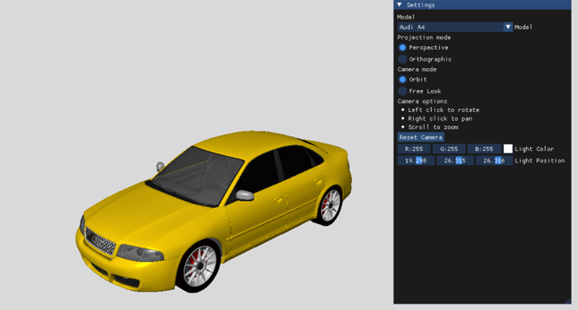 Settings
Model
Audi A4 Model
Projection mode
Perspective
Orthographic
Camera mode
Orbit
Free Look
Camera options
Left click to rotate
Right click to pan
Scroll to zoom
Reset Camera
R:255 G:255 B:255 Light Color
19.298 26.315 26.316 Light Position